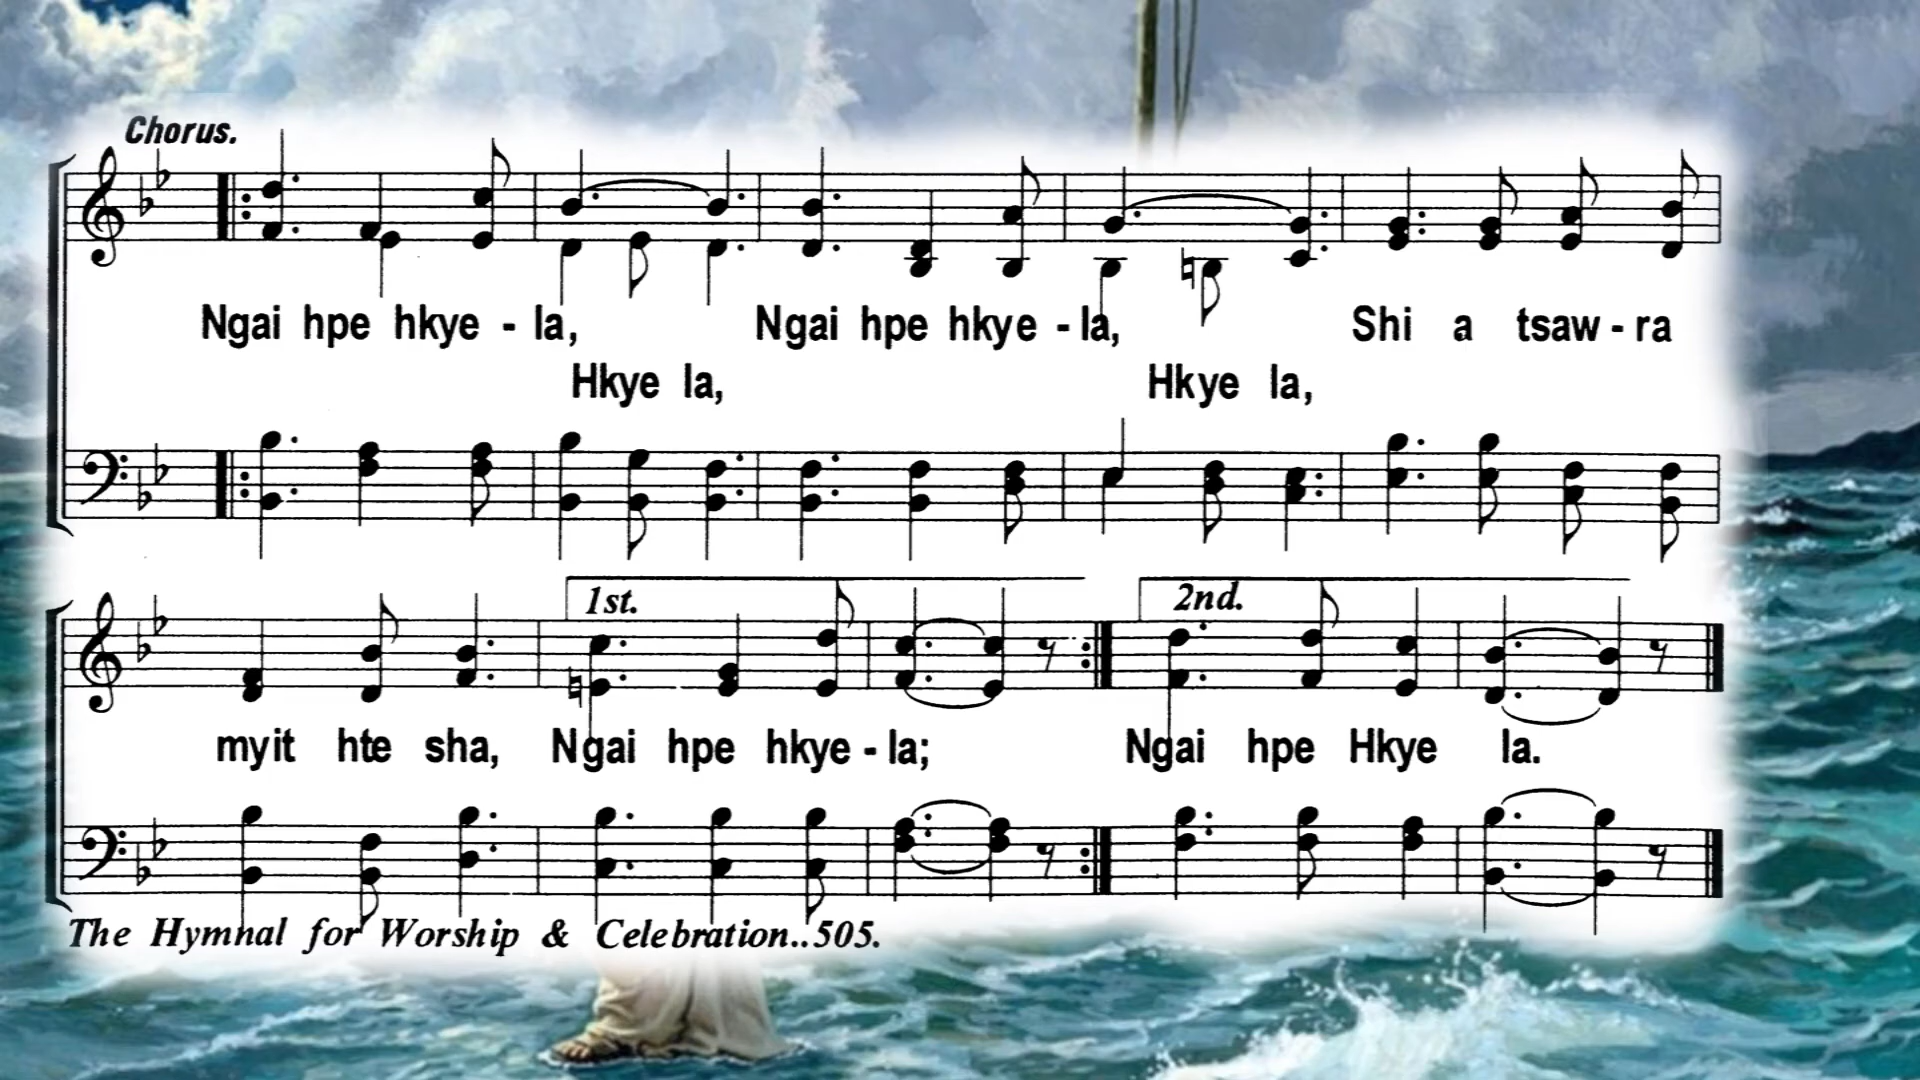 Chorus.
Ngai hpe hkye - la, Ngai hpe hkye - la, Shi a tsaw - ra
Hkye la, Hkye la,
1st. 2nd.
myit hte sha, Ngai hpe hkye - la; Ngai hpe Hkye la.
The Hymnal for Worship & Celebration..505.